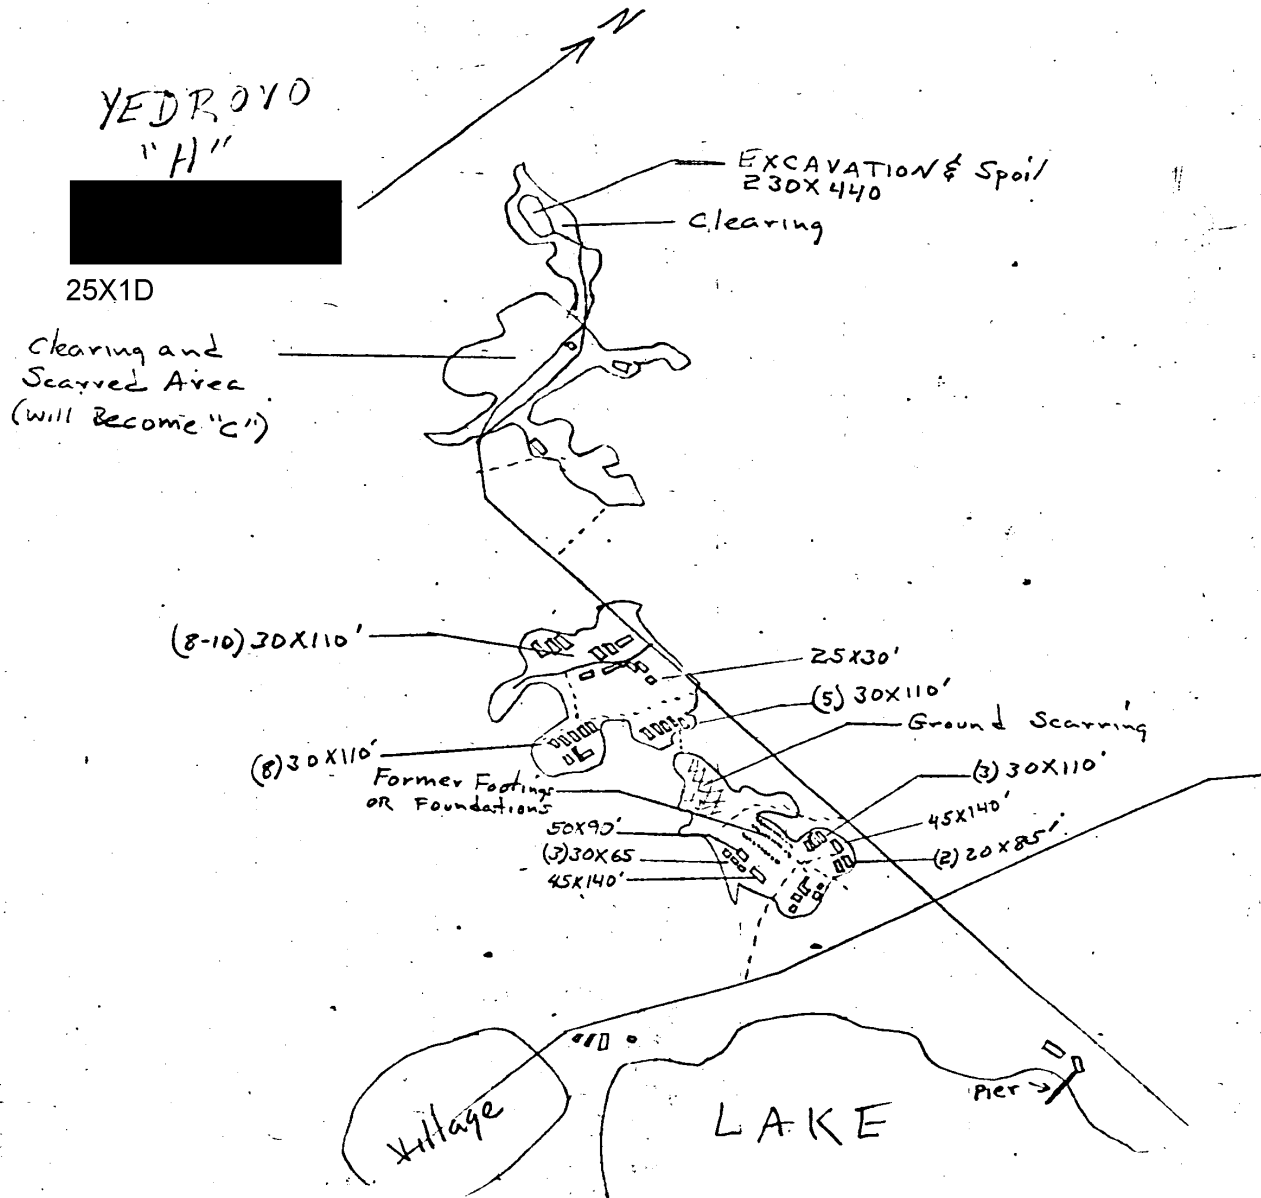 N
YEDROVO
"H"
25X1D
EXCAVATION & Spoil
230X440
Clearing
Clearing and
Scarred Area
(will Become "C")
(8-10) 30X110'
25X30'
(5) 30X110'
Ground Scarring
(8) 30X110'
(3) 30X110'
Former Footings
OR Foundations
45X140'
50X90'
(3) 30X65
(2) 20X85'
45X140'
Pier
LAKE
Village